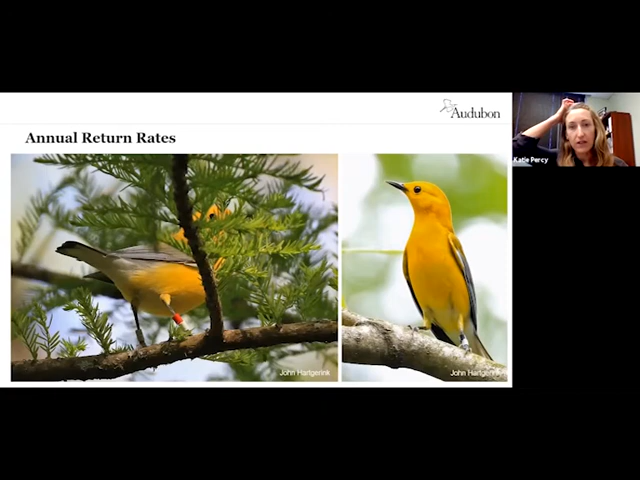 Audubon
Katie Percy
Annual Return Rates
John Hartgerink
John Hartgerink